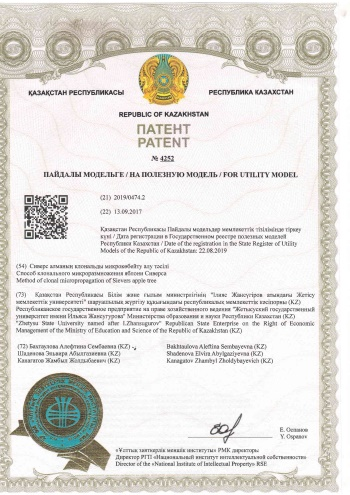 ҚАЗАҚСТАН РЕСПУБЛИКАСЫ РЕСПУБЛИКА КАЗАХСТАН
REPUBLIC OF KAZAKHSTAN
ПАТЕНТ
PATENT
№ 4252
ПАЙДАЛЫ МОДЕЛЬГЕ / НА ПОЛЕЗНУЮ МОДЕЛЬ / FOR UTILITY MODEL
(21) 2019/0474.2
(22) 13.09.2017
Қазақстан Республикасы Пайдалы модельдер мемлекеттік тізілімінде тіркеу
күні / Дата регистрации в Государственном реестре полезных моделей
Республики Казахстан / Date of the registration in the State Register of Utility
Models of the Republic of Kazakhstan: 22.08.2019
(54) Сиверс алманың клональды микрокөбейту алу тәсілі
Способ клонального микроразмножения яблони Сиверса
Method of clonal micropropagation of Sievers apple tree
(73) Қазақстан Республикасы Білім және ғылым министрлігінің "Ілияс Жансүгіров атындағы Жетісу
мемлекеттік университеті" шаруашылық жүргізу құқығындағы республикалық мемлекеттік кәсіпорны (KZ)
Республиканское государственное предприятие на праве хозяйственного ведения "Жетысуский государственный
университет имени Ильяса Жансугурова" Министерства образования и науки Республики Казахстан (KZ)
"Zhetysu State University named after I.Zhansugurov" Republican State Enterprise on the Right of Economic
Management of the Ministry of Education and Science of the Republic of Kazakhstan (KZ)
(72) Бахтаулова Алефтина Сембаевна (KZ) Bakhtaulova Aleftina Sembayevna (KZ)
Шаденова Эльвира Абылгазиевна (KZ) Shadenova Elvira Abyilgaziyevna (KZ)
Канагатов Жамбыл Жолдыбаевич (KZ) Kanagatov Zhambyl Zholdybayevich (KZ)
Е. Оспанов
Y. Ospanov
«Ұлттық зияткерлік меншік институты» РМК директоры
Директор РГП «Национальный институт интеллектуальной собственности»
Director of the «National Institute of Intellectual Property» RSE